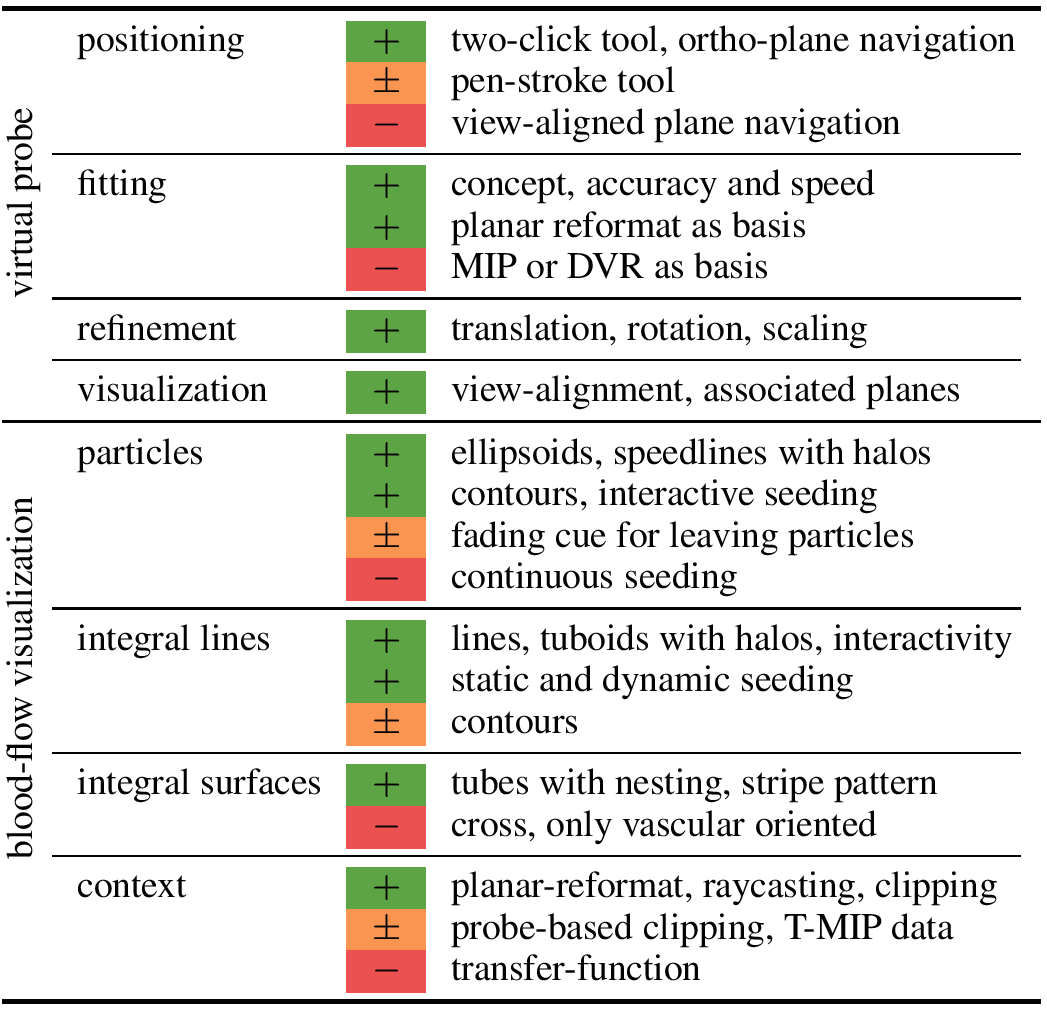 virtual probe
positioning + two-click tool, ortho-plane navigation
± pen-stroke tool
− view-aligned plane navigation
fitting + concept, accuracy and speed
+ planar reformat as basis
− MIP or DVR as basis
refinement + translation, rotation, scaling
visualization + view-alignment, associated planes
blood-flow visualization
particles + ellipsoids, speedlines with halos
+ contours, interactive seeding
± fading cue for leaving particles
− continuous seeding
integral lines + lines, tuboids with halos, interactivity
+ static and dynamic seeding
± contours
integral surfaces + tubes with nesting, stripe pattern
− cross, only vascular oriented
context + planar-reformat, raycasting, clipping
± probe-based clipping, T-MIP data
− transfer-function